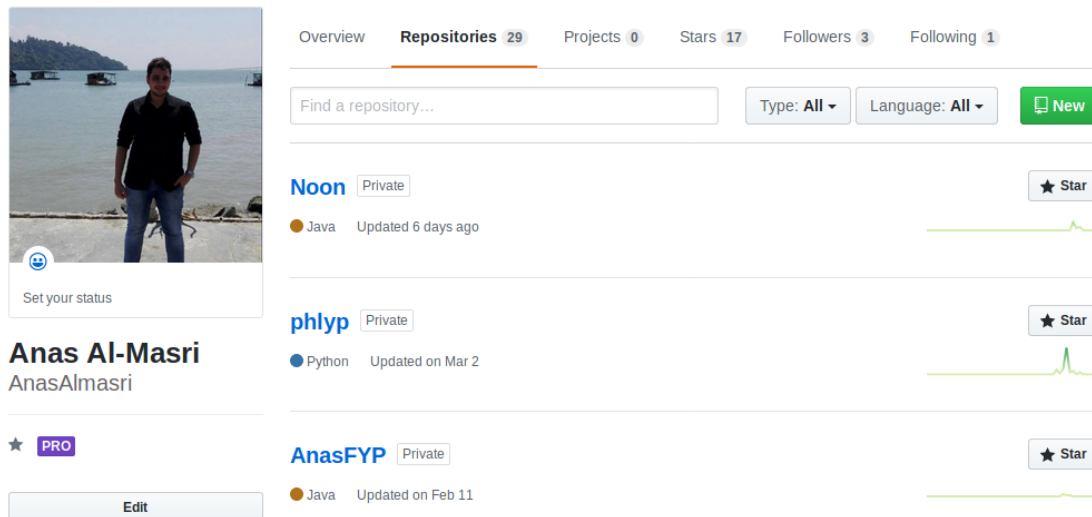 Overview Repositories 29 Projects 0 Stars 17 Followers 3 Following 1
Find a repository… Type: All Language: All New
Noon Private Star
Java Updated 6 days ago
Set your status
phlyp Private Star
Anas Al-Masri
Python Updated on Mar 2
AnasAlmasri
PRO
AnasFYP Private Star
Java Updated on Feb 11
Edit